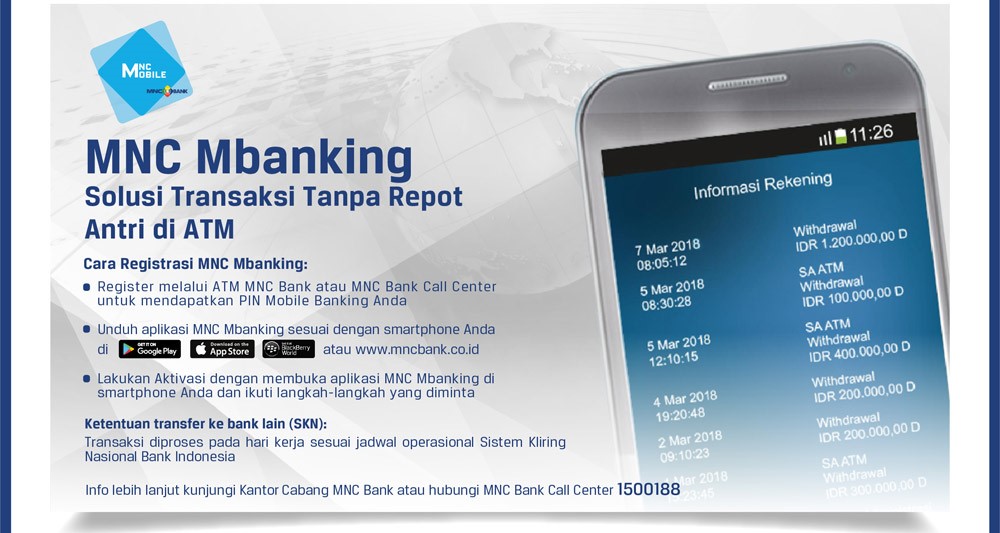 MNC
MOBILE
MNC BANK
MNC Mbanking
Solusi Transaksi Tanpa Repot
Antri di ATM
Cara Registrasi MNC Mbanking:
Register melalui ATM MNC Bank atau MNC Bank Call Center
untuk mendapatkan PIN Mobile Banking Anda
Unduh aplikasi MNC Mbanking sesuai dengan smartphone Anda
di GET IT ON Google Play Download on the App Store BlackBerry World atau www.mncbank.co.id
Lakukan Aktivasi dengan membuka aplikasi MNC Mbanking di
smartphone Anda dan ikuti langkah-langkah yang diminta
Ketentuan transfer ke bank lain (SKN):
Transaksi diproses pada hari kerja sesuai jadwal operasional Sistem Kliring
Nasional Bank Indonesia
Info lebih lanjut kunjungi Kantor Cabang MNC Bank atau hubungi MNC Bank Call Center 1500188
11:26
Informasi Rekening
7 Mar 2018 Withdrawal
08:05:12 IDR 1.200.000,00 D
5 Mar 2018 SA ATM
08:30:28 Withdrawal
IDR 100.000,00 D
5 Mar 2018 SA ATM
12:10:15 Withdrawal
IDR 400.000,00 D
4 Mar 2018 Withdrawal
19:20:48 IDR 200.000,00 D
2 Mar 2018 Withdrawal
09:10:23 IDR 200.000,00 D
Mar 2018 SA ATM
:23:45 Withdrawal
IDR 300.000,00 D